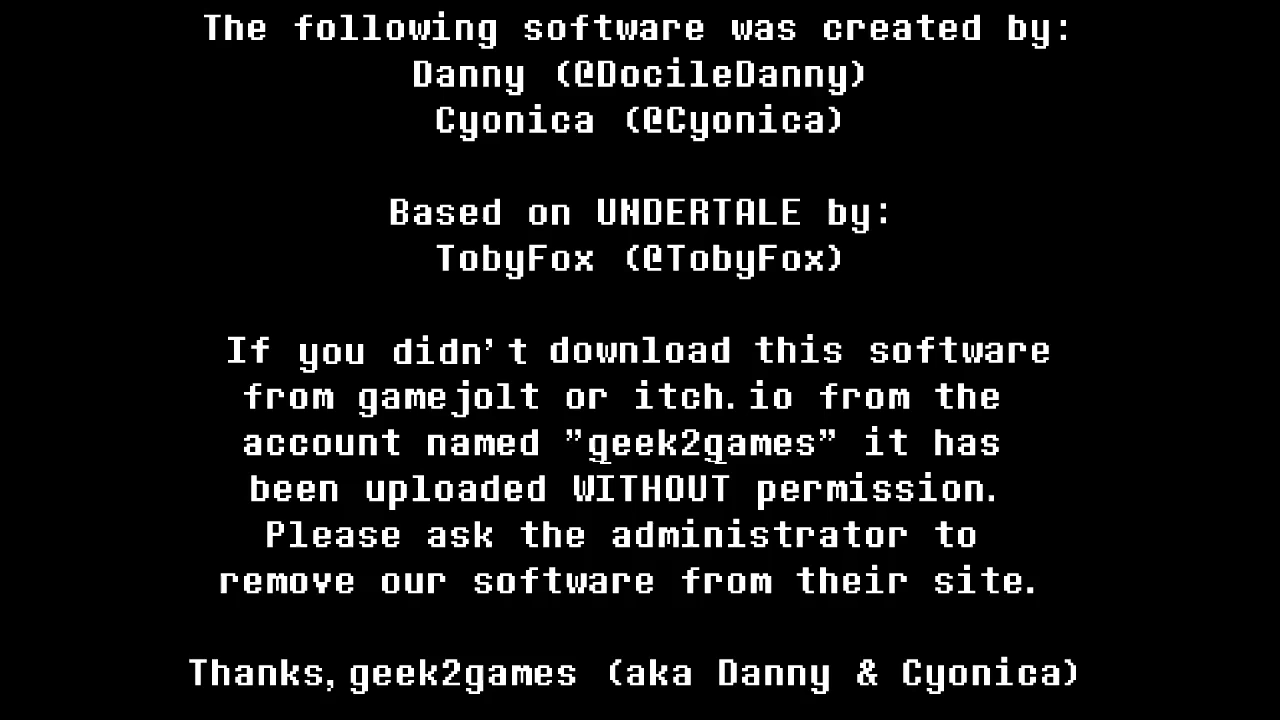 The following software was created by:
Danny (@DocileDanny)
Cyonica (@Cyonica)
Based on UNDERTALE by:
TobyFox (@TobyFox)
If you didn't download this software
from gamejolt or itch.io from the
account named "geek2games" it has
been uploaded WITHOUT permission.
Please ask the administrator to
remove our software from their site.
Thanks, geek2games (aka Danny & Cyonica)